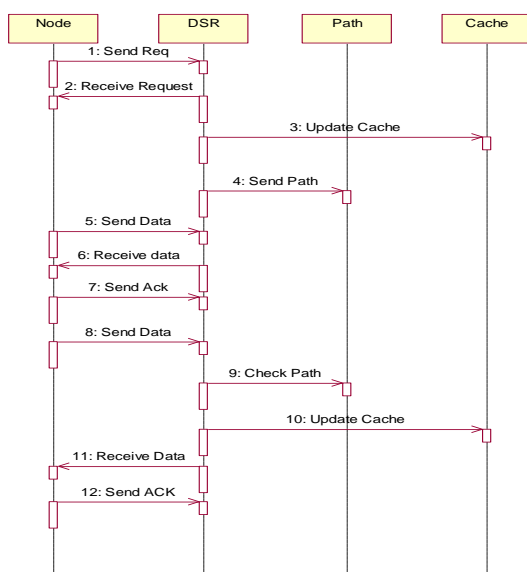 Node
DSR
Path
Cache
1: Send Req
2: Receive Request
3: Update Cache
4: Send Path
5: Send Data
6: Receive data
7: Send Ack
8: Send Data
9: Check Path
10: Update Cache
11: Receive Data
12: Send ACK